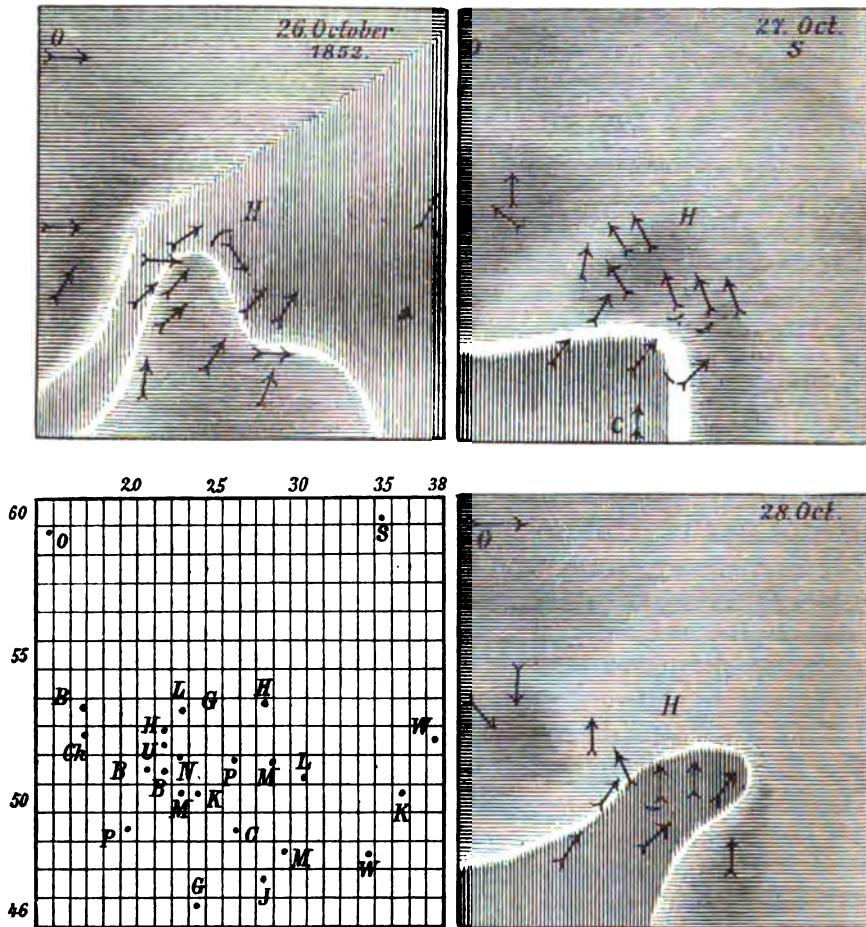 O
26. October
1852.
H
27. Oct.
S
H
C
20 25 30 35 38
60
O
S
55
B L G H
H
Ch U W
B B N P M L
50
M K K
P C
M W
G J
46
28. Oct.
O
H